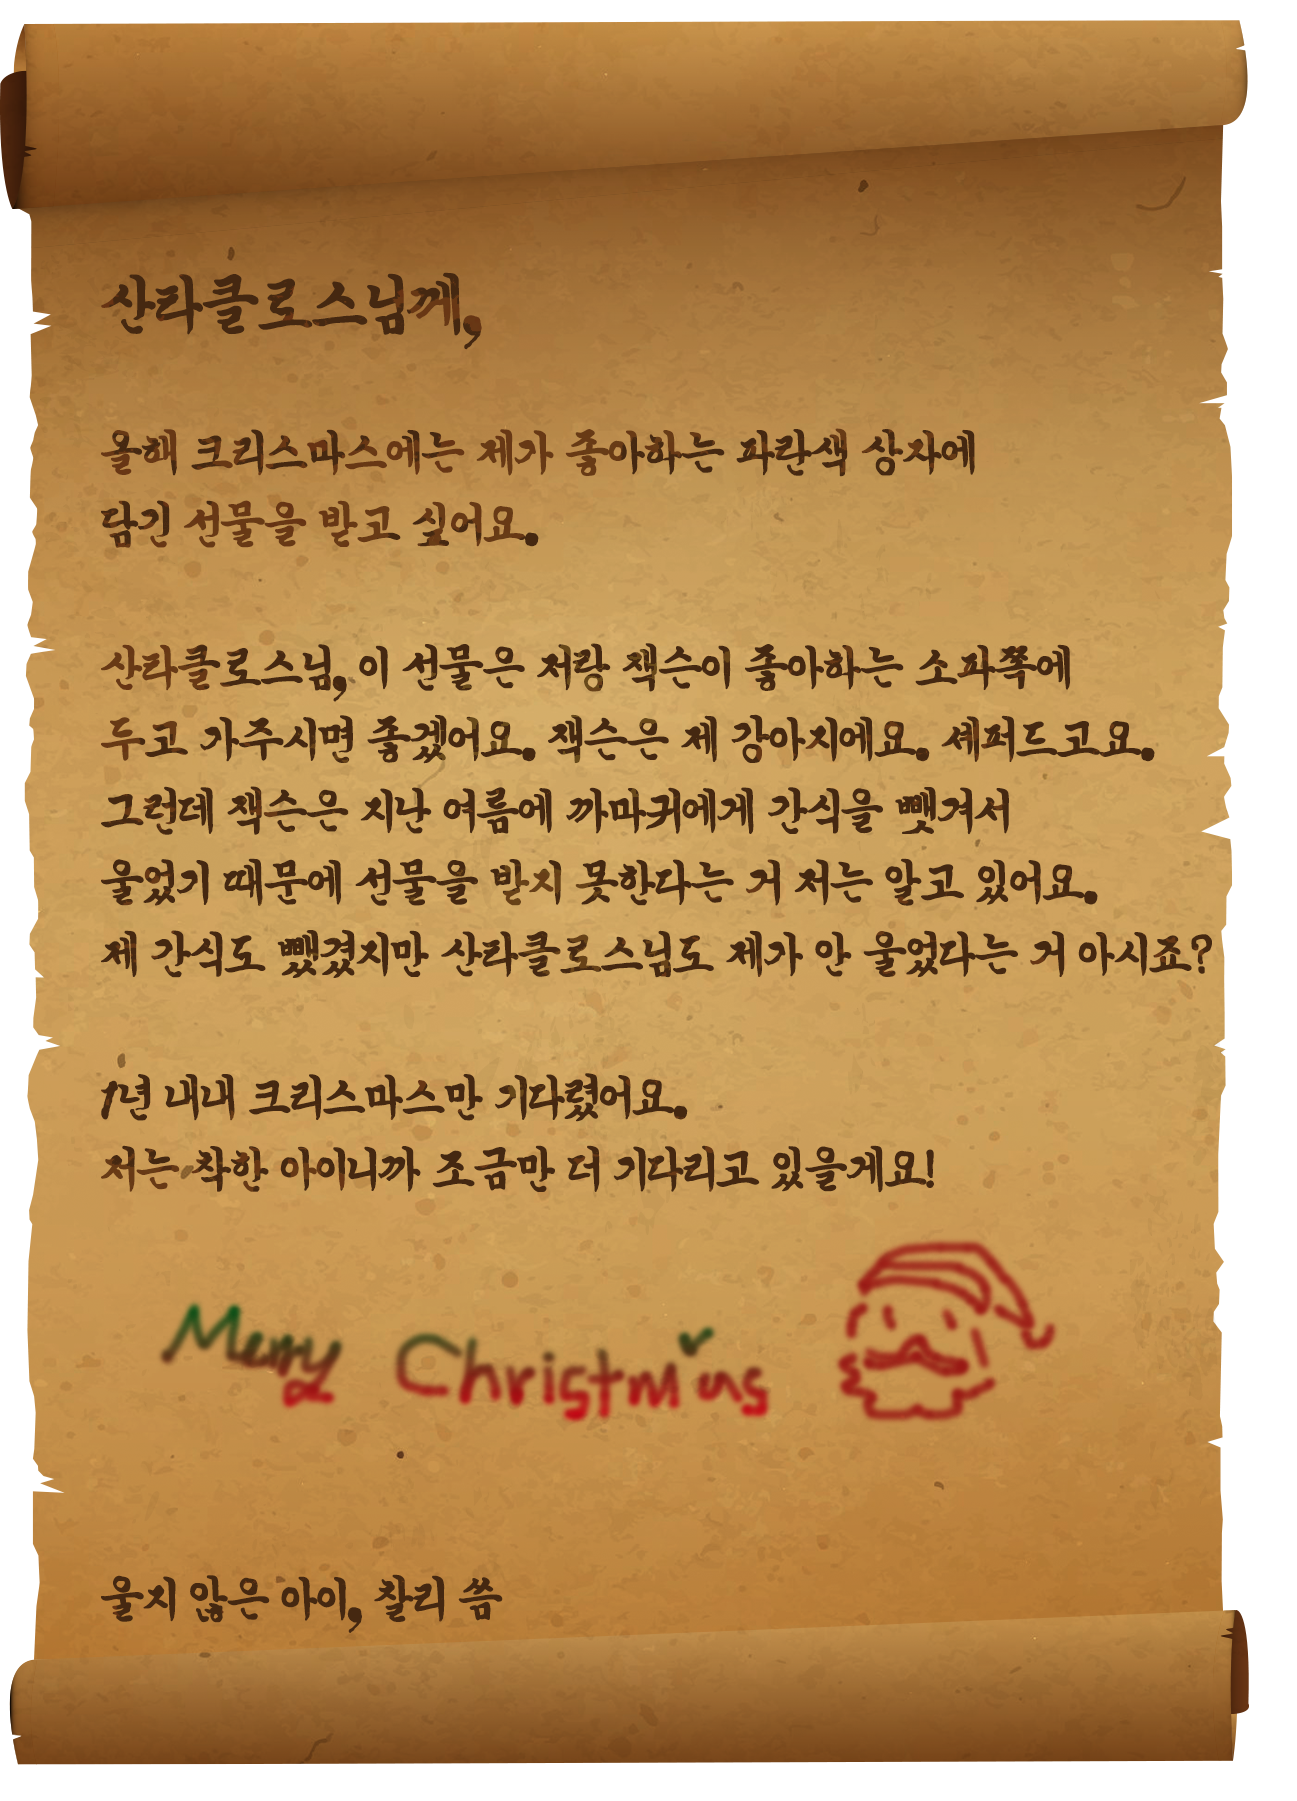 산타클로스님께,
올해 크리스마스에는 제가 좋아하는 파란색 상자에
담긴 선물을 받고 싶어요.
산타클로스님, 이 선물은 저랑 잭슨이 좋아하는 소파쪽에
두고 가주시면 좋겠어요. 잭슨은 제 강아지에요. 셰퍼드고요.
그런데 잭슨은 지난 여름에 까마귀에게 간식을 뺏겨서
울었기 때문에 선물을 받지 못한다는 거 저는 알고 있어요.
제 간식도 뺐겼지만 산타클로스님도 제가 안 울었다는 거 아시죠?
1년 내내 크리스마스만 기다렸어요.
저는 착한 아이니까 조금만 더 기다리고 있을게요!
Merry Christmas
울지 않은 아이, 찰리 씀